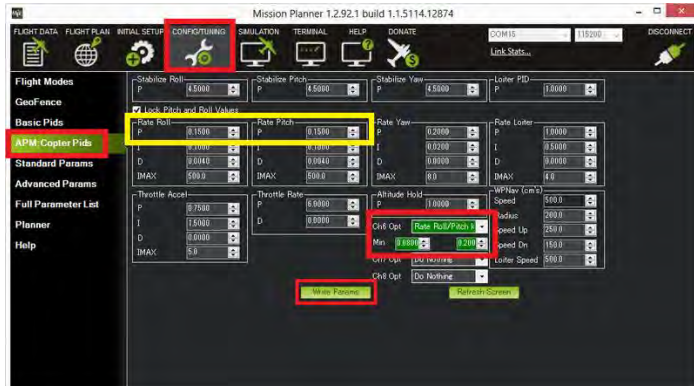 Mission Planner 1.2.92.1 build 1.1.5114.12874
FLIGHT DATA FLIGHT PLAN INITIAL SETUP CONFIG/TUNING SIMULATION TERMINAL HELP DONATE
COM15 115200 DISCONNECT
Link Stats...
Flight Modes
GeoFence
Basic Pids
APM:Copter Pids
Standard Params
Advanced Params
Full Parameter List
Planner
Help
Stabilize Roll
P 4.5000
Stabilize Pitch
P 4.5000
Stabilize Yaw
P 4.5000
Loiter PID
P 1.0000
Lock Pitch and Roll Values
Rate Roll
P 0.1500
I 0.1000
D 0.0040
IMAX 500.0
Rate Pitch
P 0.1500
I 0.1000
D 0.0040
IMAX 500.0
Rate Yaw
P 0.2000
I 0.0200
D 0.0000
IMAX 8.0
Rate Loiter
P 1.0000
I 0.5000
D 0.0000
IMAX 4.0
Throttle Accel
P 0.7500
I 1.5000
D 0.0000
IMAX 5.0
Throttle Rate
P 6.0000
D 0.0000
Altitude Hold
P 1.0000
WPNav (cm's)
Speed 500.0
Radius 200.0
Speed Up 250.0
Speed Dn 150.0
Loiter Speed 500.0
Ch6 Opt Rate Roll/Pitch
Min 0.200
Ch7 Opt Do Nothing
Ch8 Opt Do Nothing
Write Params
Refresh Screen